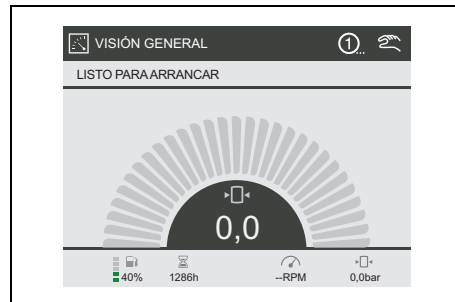 VISIÓN GENERAL 1...
LISTO PARA ARRANCAR
0,0
40% 1286h --RPM 0,0bar